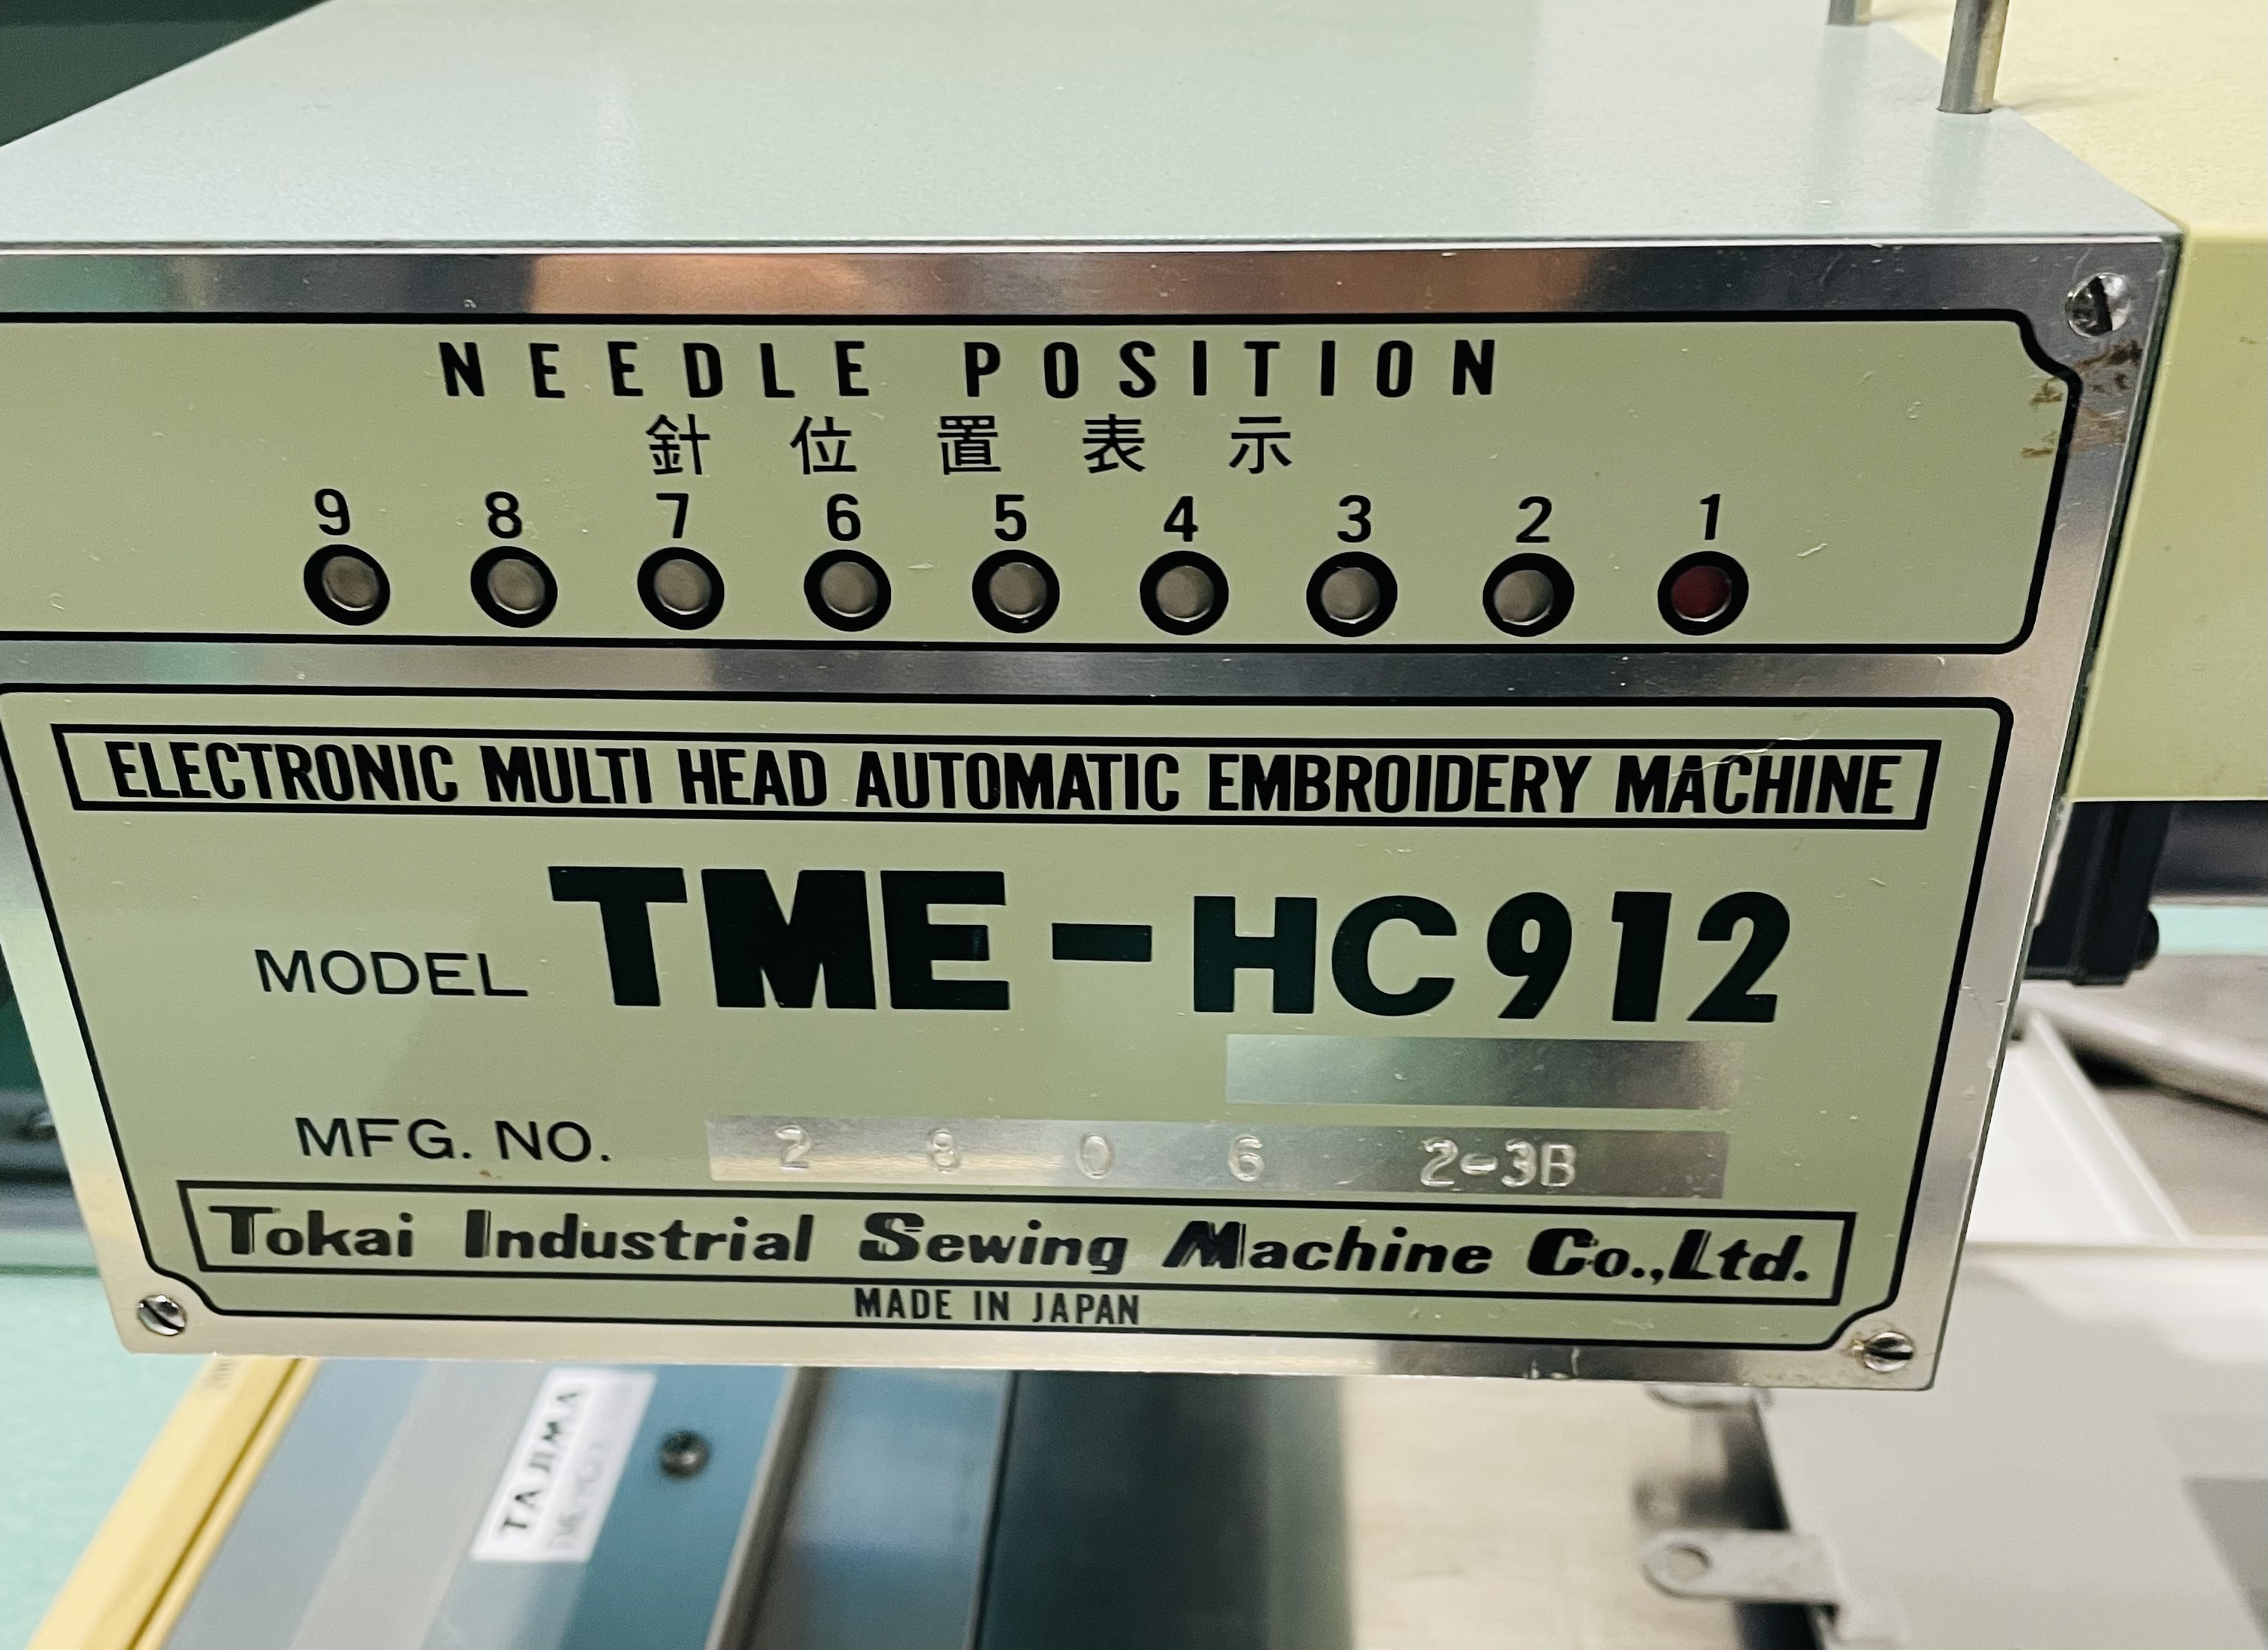 NEEDLE POSITION
針位置表示
9 8 7 6 5 4 3 2 1
ELECTRONIC MULTI HEAD AUTOMATIC EMBROIDERY MACHINE
MODEL TME-HC912
MFG. NO. 2 8 0 6 2-3B
Tokai Industrial Sewing Machine Co.,Ltd.
MADE IN JAPAN
TAJIMA